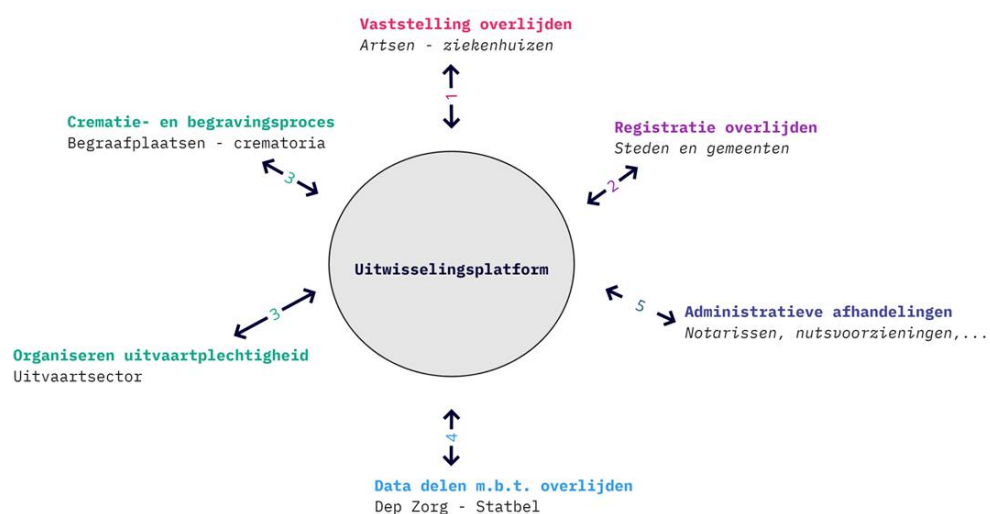 Vaststelling overlijden
Artsen - ziekenhuizen
1
Crematie- en begravingsproces
Begraafplaatsen - crematoria
3
Registratie overlijden
Steden en gemeenten
2
Uitwisselingsplatform
3
Organiseren uitvaartplechtigheid
Uitvaartsector
5
Administratieve afhandelingen
Notarissen, nutsvoorzieningen,...
4
Data delen m.b.t. overlijden
Dep Zorg - Statbel